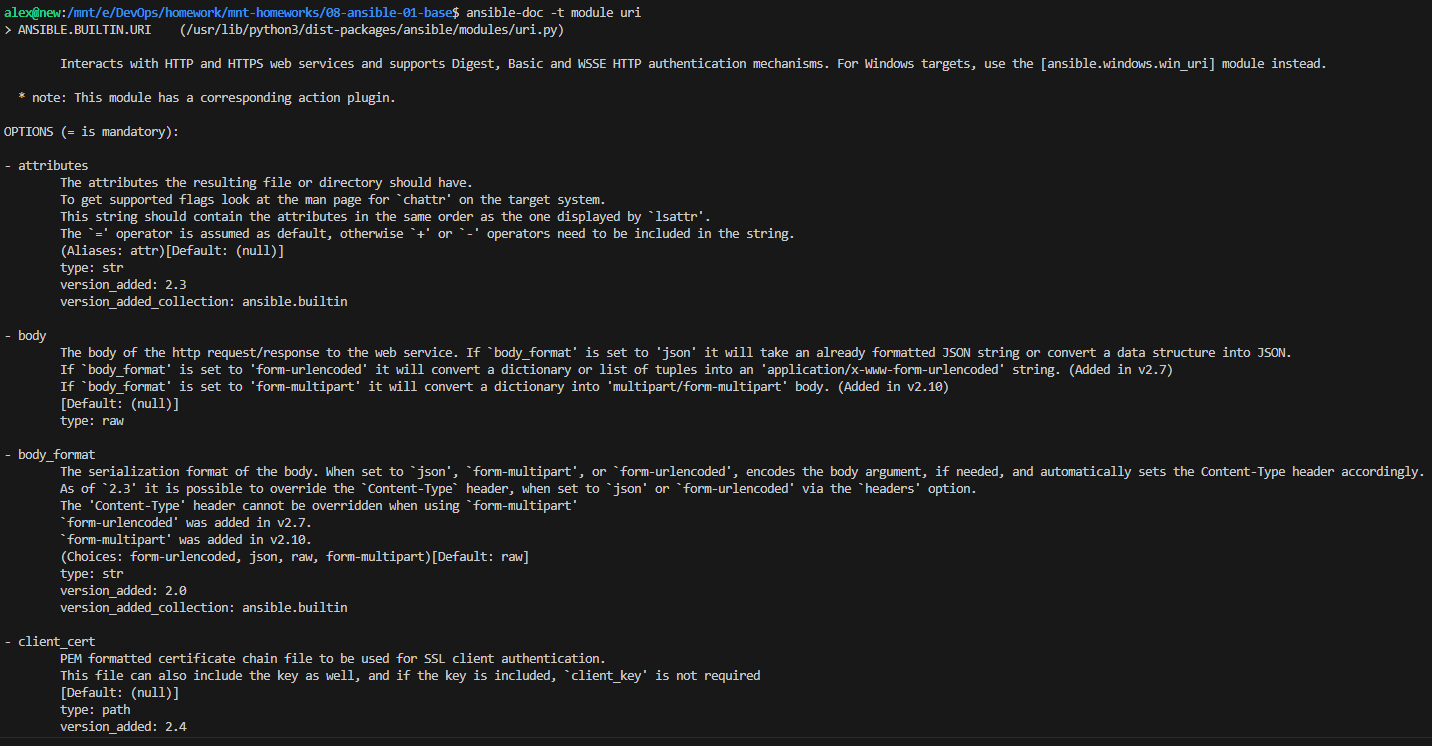 alex@new:/mnt/e/DevOps/homework/mnt-homeworks/08-ansible-01-base$ ansible-doc -t module uri
> ANSIBLE.BUILTIN.URI    (/usr/lib/python3/dist-packages/ansible/modules/uri.py)
Interacts with HTTP and HTTPS web services and supports Digest, Basic and WSSE HTTP authentication mechanisms. For Windows targets, use the [ansible.windows.win_uri] module instead.
* note: This module has a corresponding action plugin.
OPTIONS (= is mandatory):
- attributes
The attributes the resulting file or directory should have.
To get supported flags look at the man page for `chattr' on the target system.
This string should contain the attributes in the same order as the one displayed by `lsattr'.
The `=' operator is assumed as default, otherwise `+' or `-' operators need to be included in the string.
(Aliases: attr)[Default: (null)]
type: str
version_added: 2.3
version_added_collection: ansible.builtin
- body
The body of the http request/response to the web service. If `body_format' is set to 'json' it will take an already formatted JSON string or convert a data structure into JSON.
If `body_format' is set to 'form-urlencoded' it will convert a dictionary or list of tuples into an 'application/x-www-form-urlencoded' string. (Added in v2.7)
If `body_format' is set to 'form-multipart' it will convert a dictionary into 'multipart/form-multipart' body. (Added in v2.10)
[Default: (null)]
type: raw
- body_format
The serialization format of the body. When set to `json', `form-multipart', or `form-urlencoded', encodes the body argument, if needed, and automatically sets the Content-Type header accordingly.
As of `2.3' it is possible to override the `Content-Type` header, when set to `json' or `form-urlencoded' via the `headers' option.
The 'Content-Type' header cannot be overridden when using `form-multipart'
`form-urlencoded' was added in v2.7.
`form-multipart' was added in v2.10.
(Choices: form-urlencoded, json, raw, form-multipart)[Default: raw]
type: str
version_added: 2.0
version_added_collection: ansible.builtin
- client_cert
PEM formatted certificate chain file to be used for SSL client authentication.
This file can also include the key as well, and if the key is included, `client_key' is not required
[Default: (null)]
type: path
version_added: 2.4